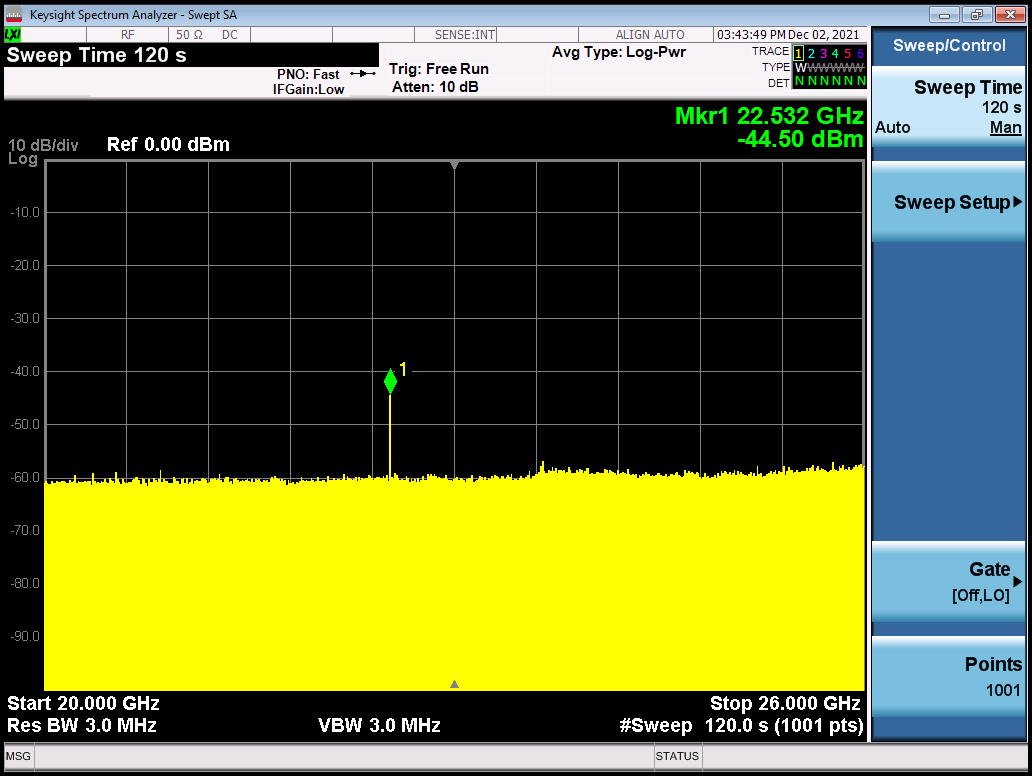 Keysight Spectrum Analyzer - Swept SA
LXI RF 50 Ω DC SENSE:INT ALIGN AUTO 03:43:49 PM Dec 02, 2021
Sweep Time 120 s
PNO: Fast
IFGain:Low
Trig: Free Run
Atten: 10 dB
Avg Type: Log-Pwr
TRACE 1 2 3 4 5 6
TYPE W W W W W W
DET N N N N N N
Mkr1 22.532 GHz
-44.50 dBm
10 dB/div
Log
Ref 0.00 dBm
-10.0
-20.0
-30.0
-40.0
-50.0
-60.0
-70.0
-80.0
-90.0
1
Start 20.000 GHz
Stop 26.000 GHz
Res BW 3.0 MHz
VBW 3.0 MHz
#Sweep 120.0 s (1001 pts)
MSG
STATUS
Sweep/Control
Sweep Time
120 s
Auto Man
Sweep Setup
Gate
[Off,LO]
Points
1001